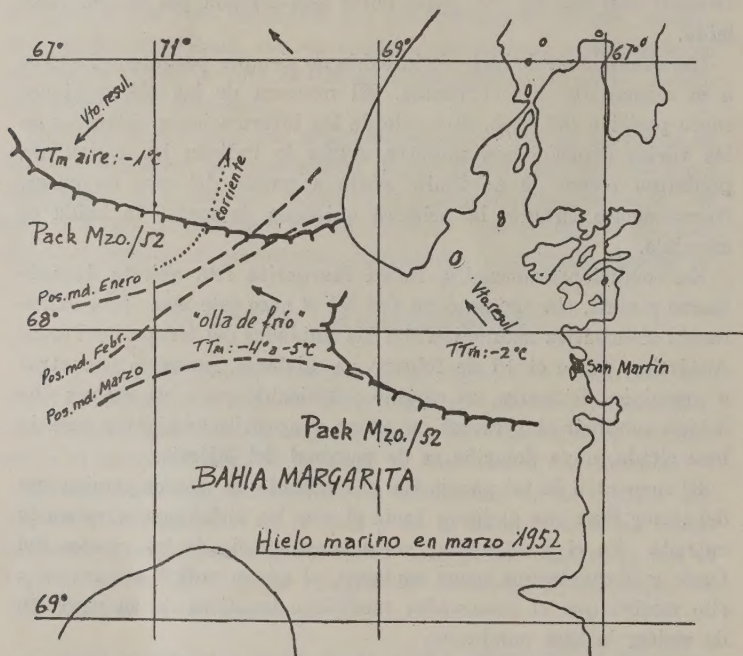 67° 71° 69° 67°
Vto. resul.
TTm aire: -1°c
corriente
Pack Mzo./52
Pos. md. Enero
68°
"olla de frío"
Vto. resul.
Pos. md. Febr.
TTm: -4° a -5°c
TTm: -2°c
San Martín
Pos. md. Marzo
Pack Mzo./52
BAHIA MARGARITA
Hielo marino en marzo 1952
69°